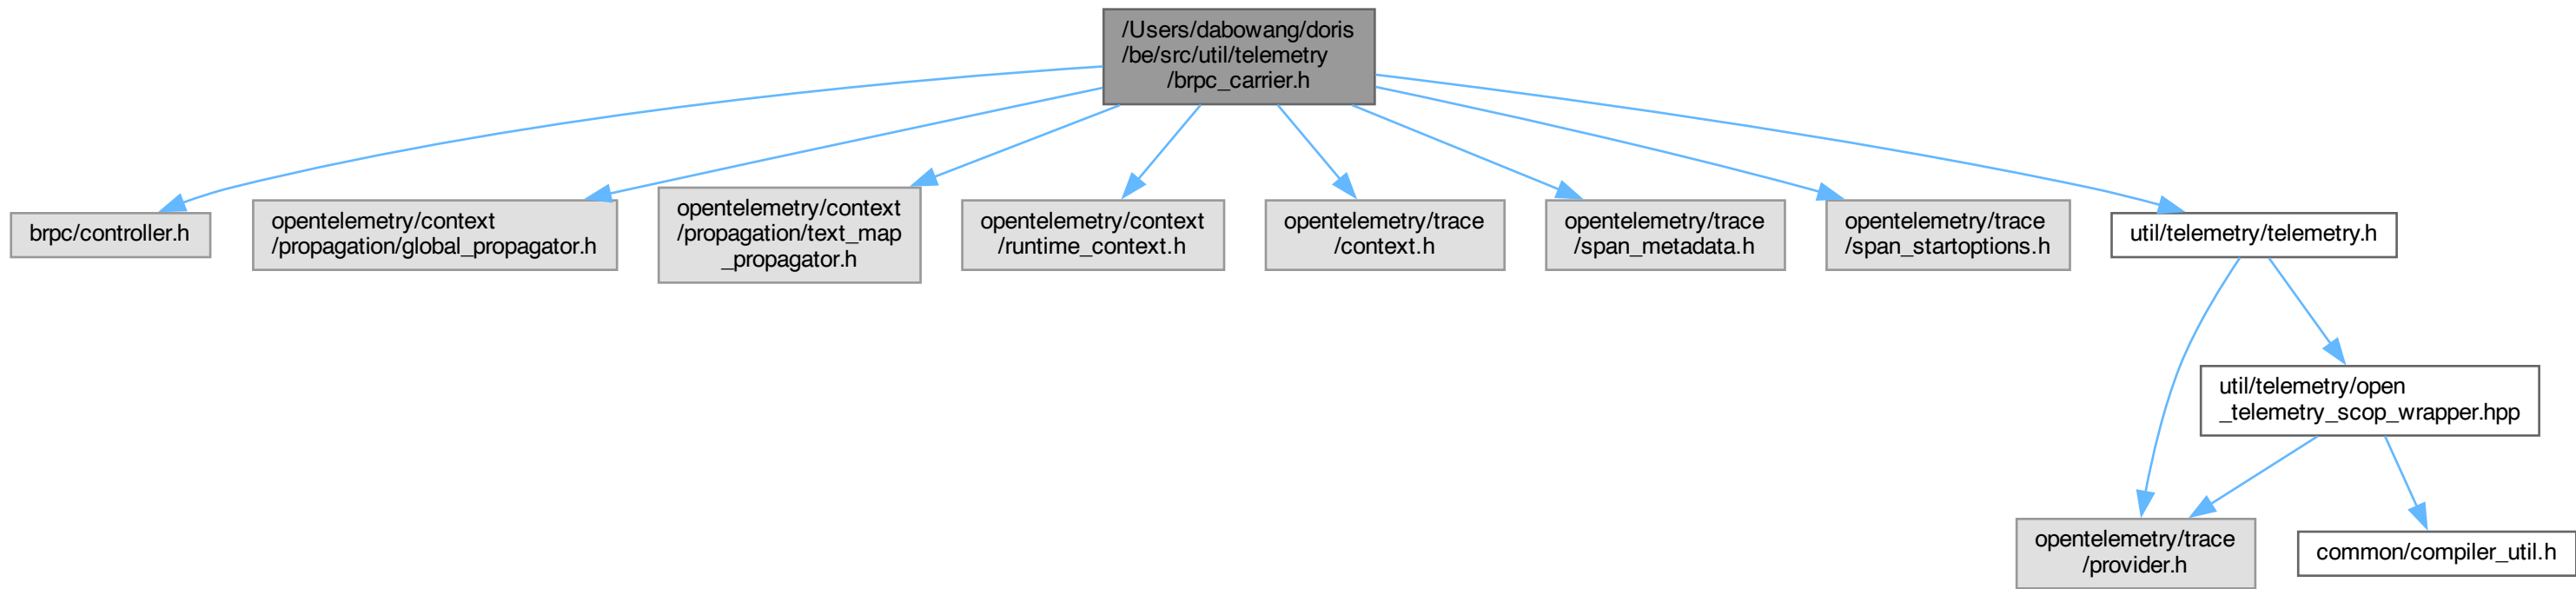 /Users/dabowang/doris
/be/src/util/telemetry
/brpc_carrier.h
brpc/controller.h
opentelemetry/context
/propagation/global_propagator.h
opentelemetry/context
/propagation/text_map
_propagator.h
opentelemetry/context
/runtime_context.h
opentelemetry/trace
/context.h
opentelemetry/trace
/span_metadata.h
opentelemetry/trace
/span_startoptions.h
util/telemetry/telemetry.h
util/telemetry/open
_telemetry_scop_wrapper.hpp
opentelemetry/trace
/provider.h
common/compiler_util.h